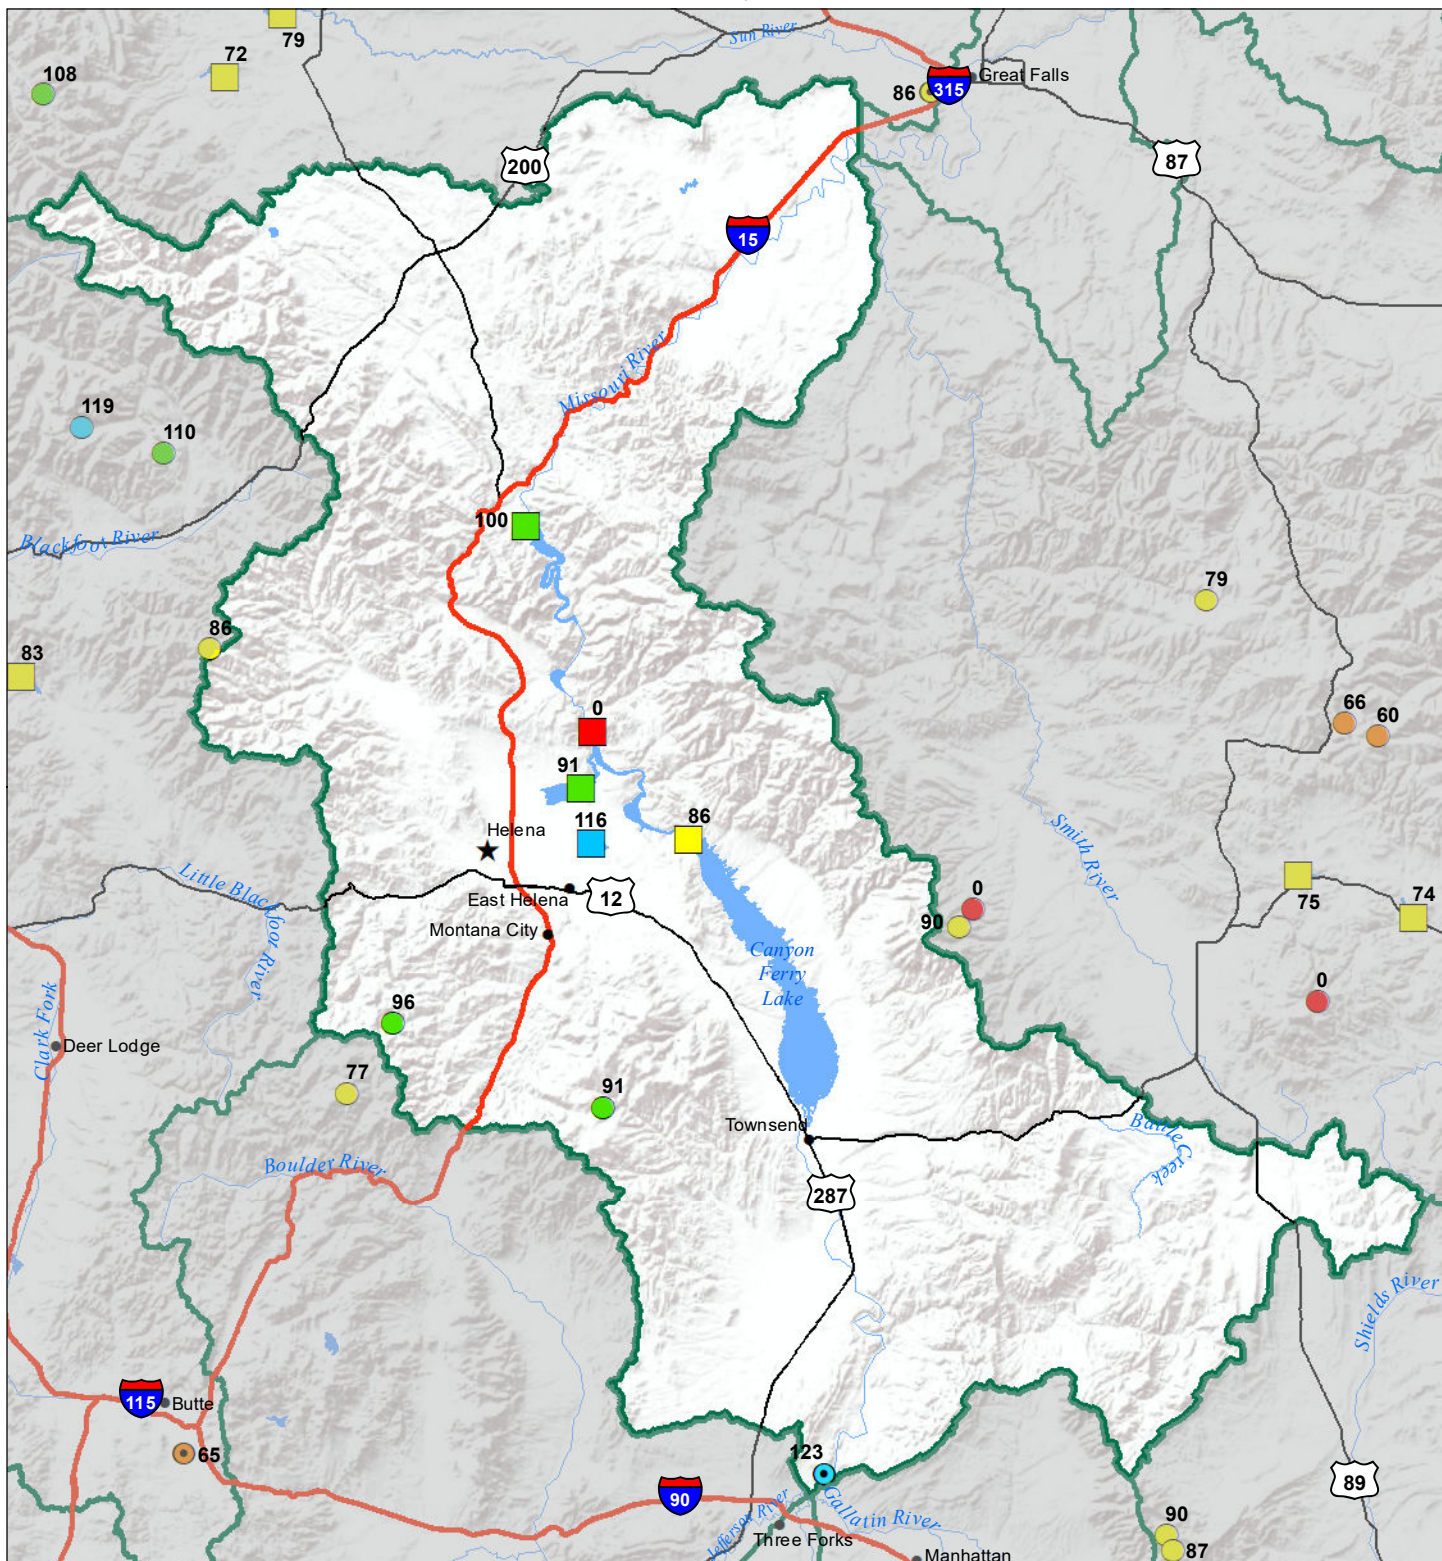 79
72
108
Sun River
86
315
Great Falls
200
87
15
Missouri River
119
110
100
Blackfoot River
79
86
83
66
60
0
91
116
86
Helena
Smith River
Little Blackfoot River
East Helena
12
75
74
0
90
Montana City
Canyon
Ferry
Lake
0
96
Clark Fork
Deer Lodge
77
91
Townsend
Battle Creek
Boulder River
287
Shields River
115
Butte
65
123
90
89
Gallatin River
Jefferson River
Three Forks
90
87
Manhattan